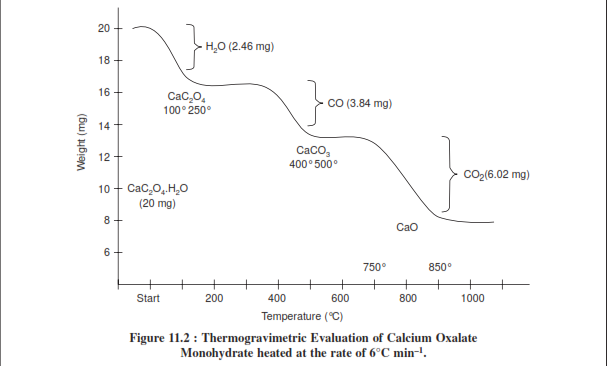 20
H₂O (2.46 mg)
18
16
CaC₂O₄
100°250°
CO (3.84 mg)
14
Weight (mg)
12
CaCO₃
400°500°
10
CaC₂O₄.H₂O
(20 mg)
CO₂(6.02 mg)
8
CaO
6
750° 850°
Start 200 400 600 800 1000
Temperature (°C)
Figure 11.2 : Thermogravimetric Evaluation of Calcium Oxalate
Monohydrate heated at the rate of 6°C min⁻¹.